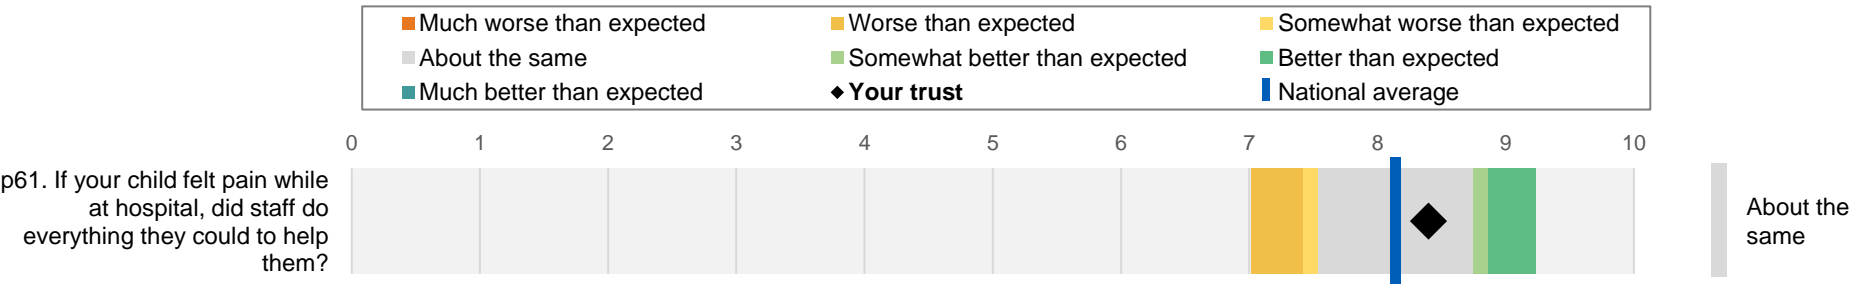 Much worse than expected
Worse than expected
Somewhat worse than expected
About the same
Somewhat better than expected
Better than expected
Much better than expected
Your trust
National average
0 1 2 3 4 5 6 7 8 9 10
p61. If your child felt pain while
at hospital, did staff do
everything they could to help
them?
About the
same